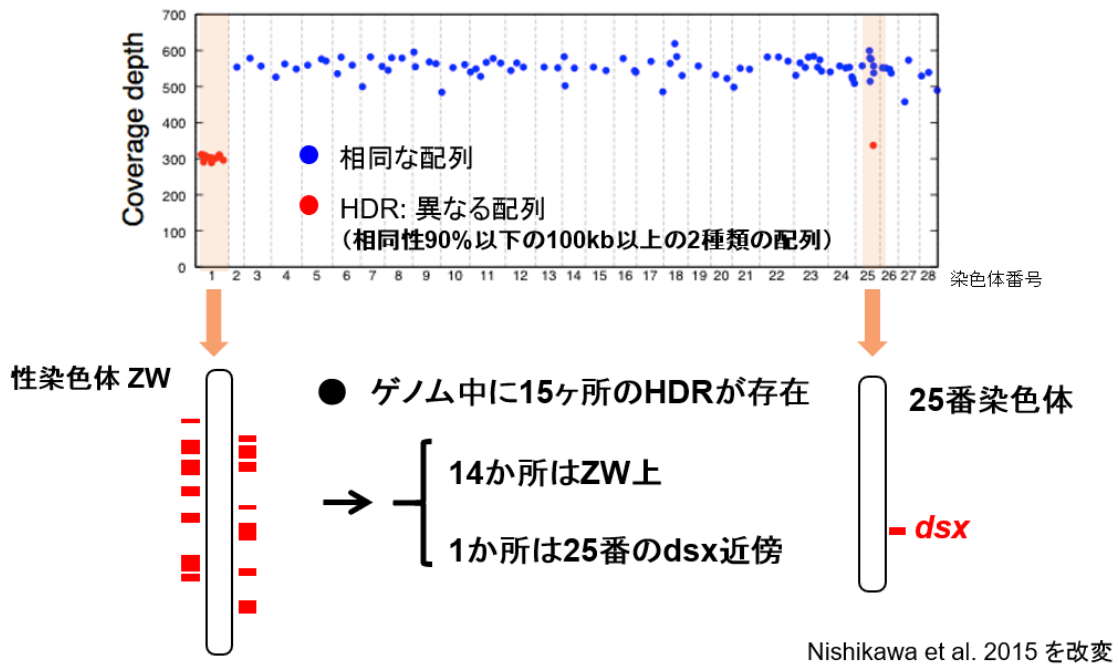 700
600
500
400
300
200
100
0
Coverage depth
相同な配列
HDR: 異なる配列
（相同性90%以下の100kb以上の2種類の配列）
1 2 3 4 5 6 7 8 9 10 11 12 13 14 15 16 17 18 19 20 21 22 23 24 25 26 27 28
染色体番号
性染色体 ZW
● ゲノム中に15ヶ所のHDRが存在
25番染色体
14か所はZW上
1か所は25番のdsx近傍
dsx
Nishikawa et al. 2015 を改変